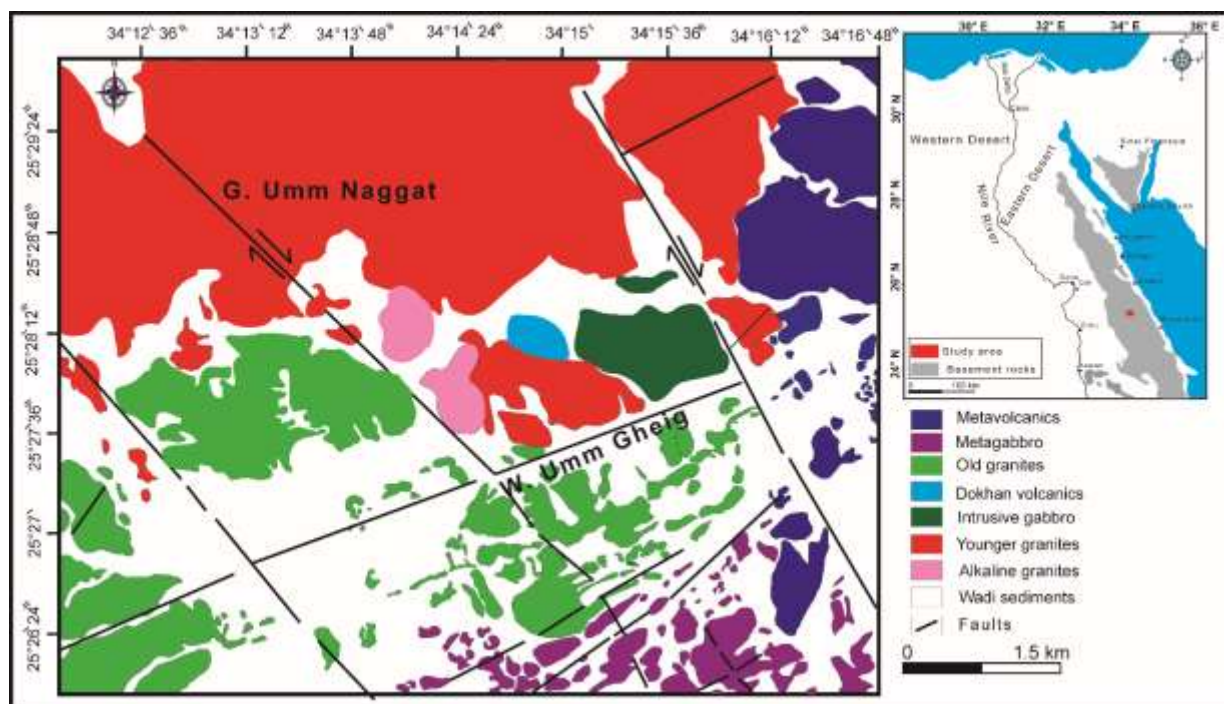 34°12' 36"
34°13' 12"
34°13' 48"
34°14' 24"
34°15'
34°15' 36"
34°16' 12"
34°16' 48"
25°29' 24"
25°28' 48"
25°28' 12"
25°27' 36"
25°27'
25°26' 24"
G. Umm Naggat
W. Umm Gheig
30° E
32° E
34° E
36° E
30° N
28° N
26° N
24° N
Western Desert
Eastern Desert
Nile River
Study area
Basement rocks
0
100 km
Metavolcanics
Metagabbro
Old granites
Dokhan volcanics
Intrusive gabbro
Younger granites
Alkaline granites
Wadi sediments
Faults
0
1.5 km